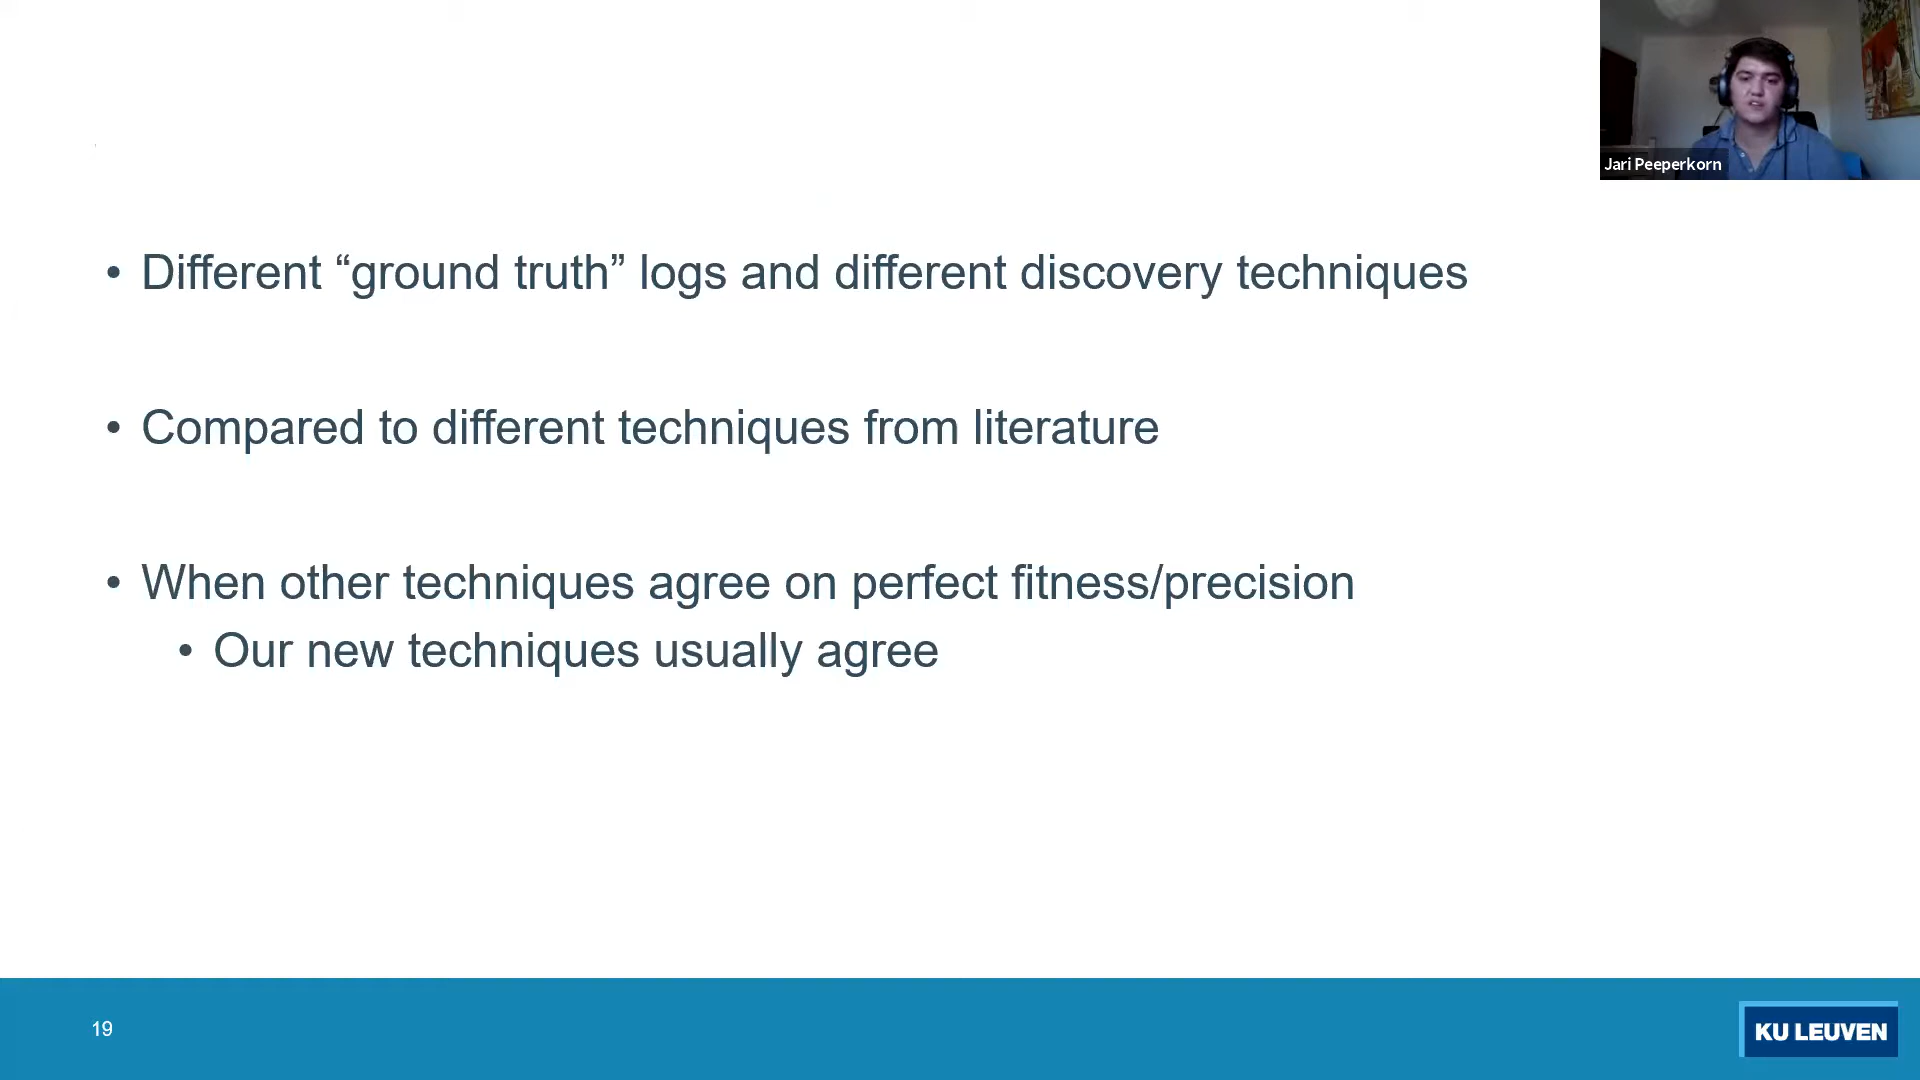 Jari Peeperkorn
• Different “ground truth” logs and different discovery techniques
• Compared to different techniques from literature
• When other techniques agree on perfect fitness/precision
• Our new techniques usually agree
19
KU LEUVEN